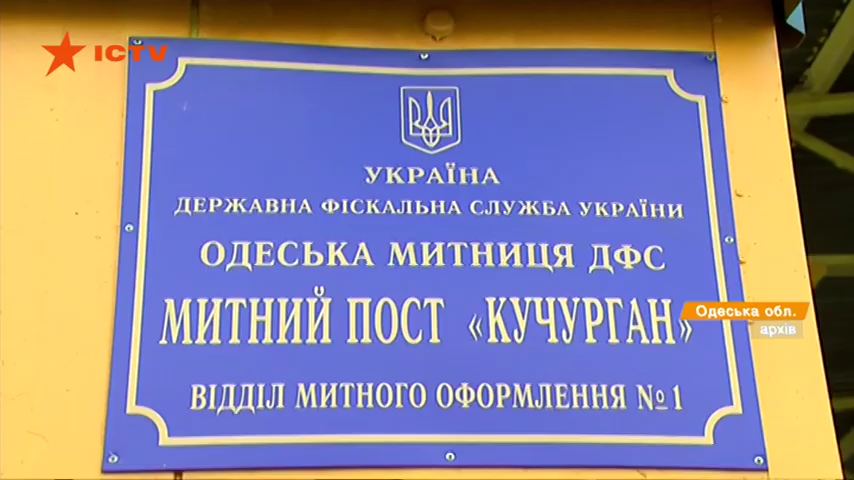 ICTV
УКРАЇНА
ДЕРЖАВНА ФІСКАЛЬНА СЛУЖБА УКРАЇНИ
ОДЕСЬКА МИТНИЦЯ ДФС
МИТНИЙ ПОСТ «КУЧУРГАН»
Одеська обл.
архів
ВІДДІЛ МИТНОГО ОФОРМЛЕННЯ №1